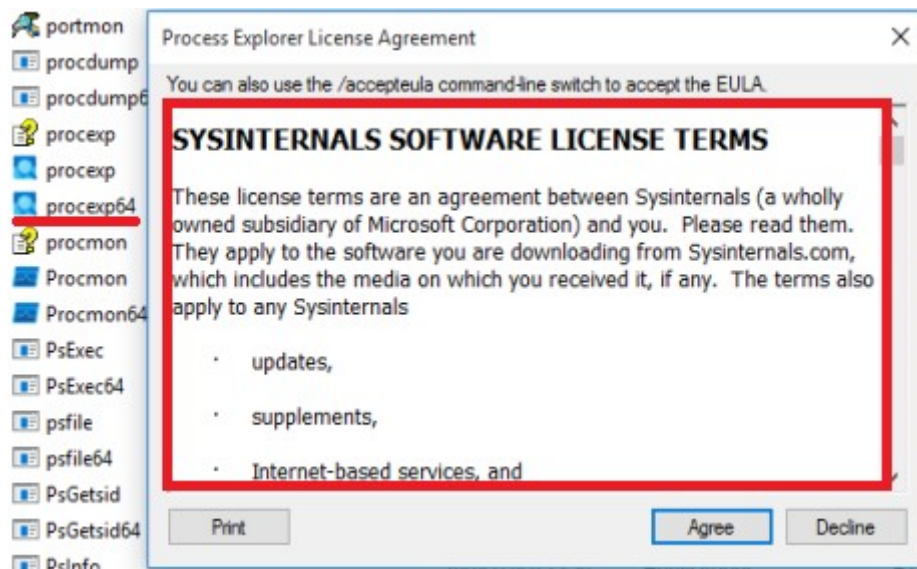 portmon
procdump
procdump6
procexp
procexp
procexp64
procmon
Procmon
Procmon64
PsExec
PsExec64
psfile
psfile64
PsGetsid
PsGetsid64
PsInfo
Process Explorer License Agreement
You can also use the /accepteula command-line switch to accept the EULA.
SYSINTERNALS SOFTWARE LICENSE TERMS
These license terms are an agreement between Sysinternals (a wholly
owned subsidiary of Microsoft Corporation) and you. Please read them.
They apply to the software you are downloading from Sysinternals.com,
which includes the media on which you received it, if any. The terms also
apply to any Sysinternals
· updates,
· supplements,
· Internet-based services, and
Print
Agree
Decline